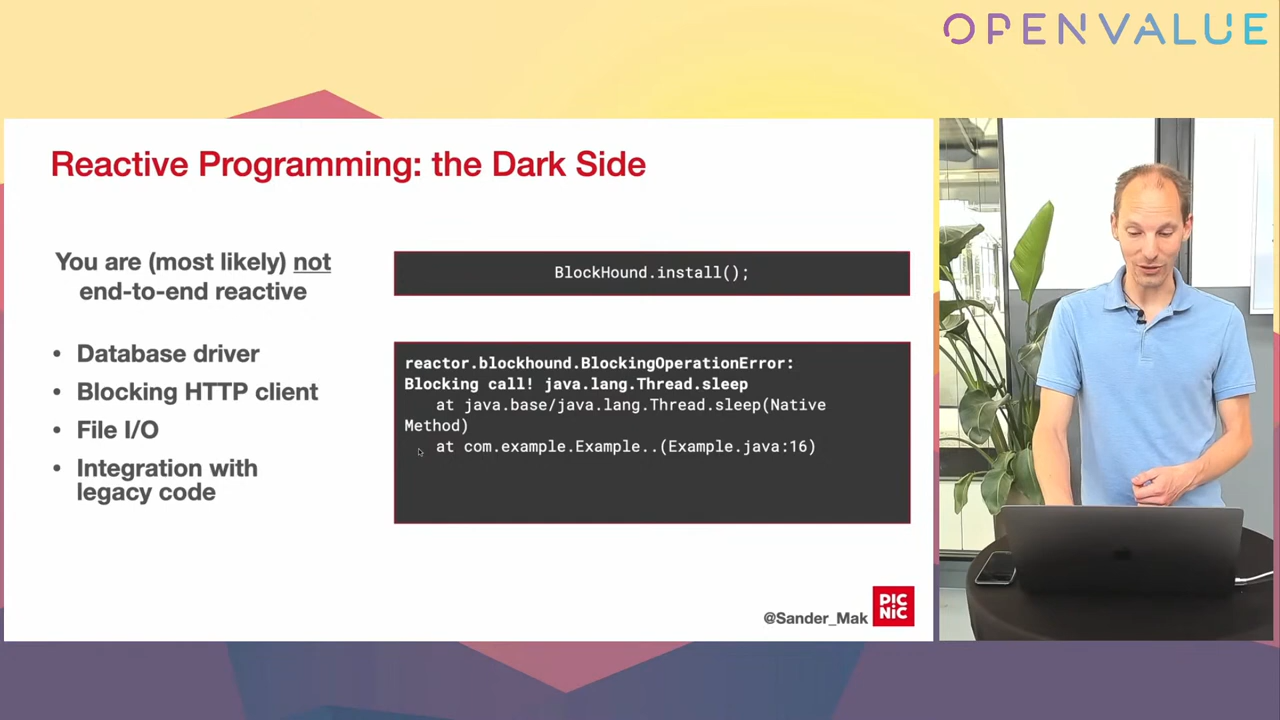 OPENVALUE
Reactive Programming: the Dark Side
You are (most likely) not
end-to-end reactive
• Database driver
• Blocking HTTP client
• File I/O
• Integration with
legacy code
BlockHound.install();
reactor.blockhound.BlockingOperationError:
Blocking call! java.lang.Thread.sleep
at java.base/java.lang.Thread.sleep(Native
Method)
at com.example.Example..(Example.java:16)
@Sander_Mak
PIC
NIC